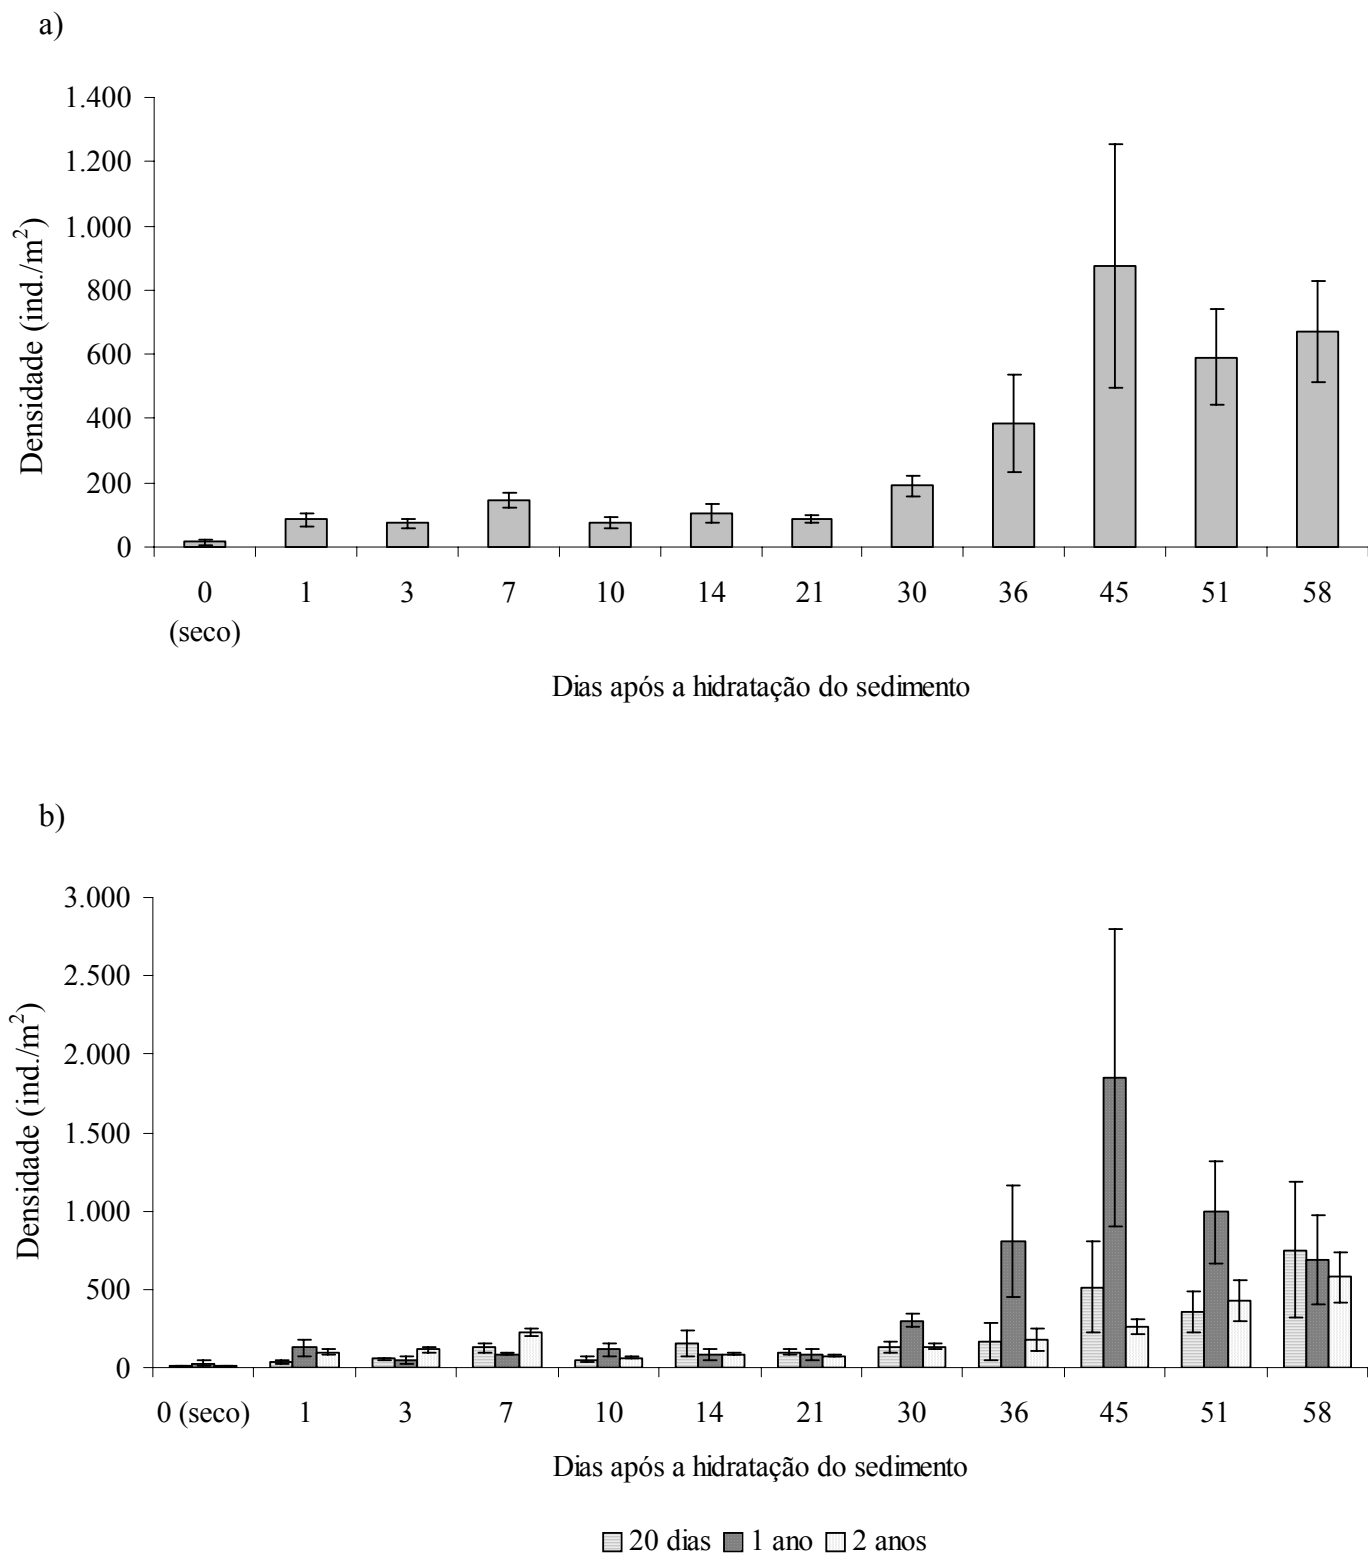 a)
1.400
1.200
1.000
800
600
400
200
0
Densidade (ind./m²)
0 1 3 7 10 14 21 30 36 45 51 58
(seco)
Dias após a hidratação do sedimento
b)
3.000
2.500
2.000
1.500
1.000
500
0
Densidade (ind./m²)
0 (seco) 1 3 7 10 14 21 30 36 45 51 58
Dias após a hidratação do sedimento
20 dias 1 ano 2 anos